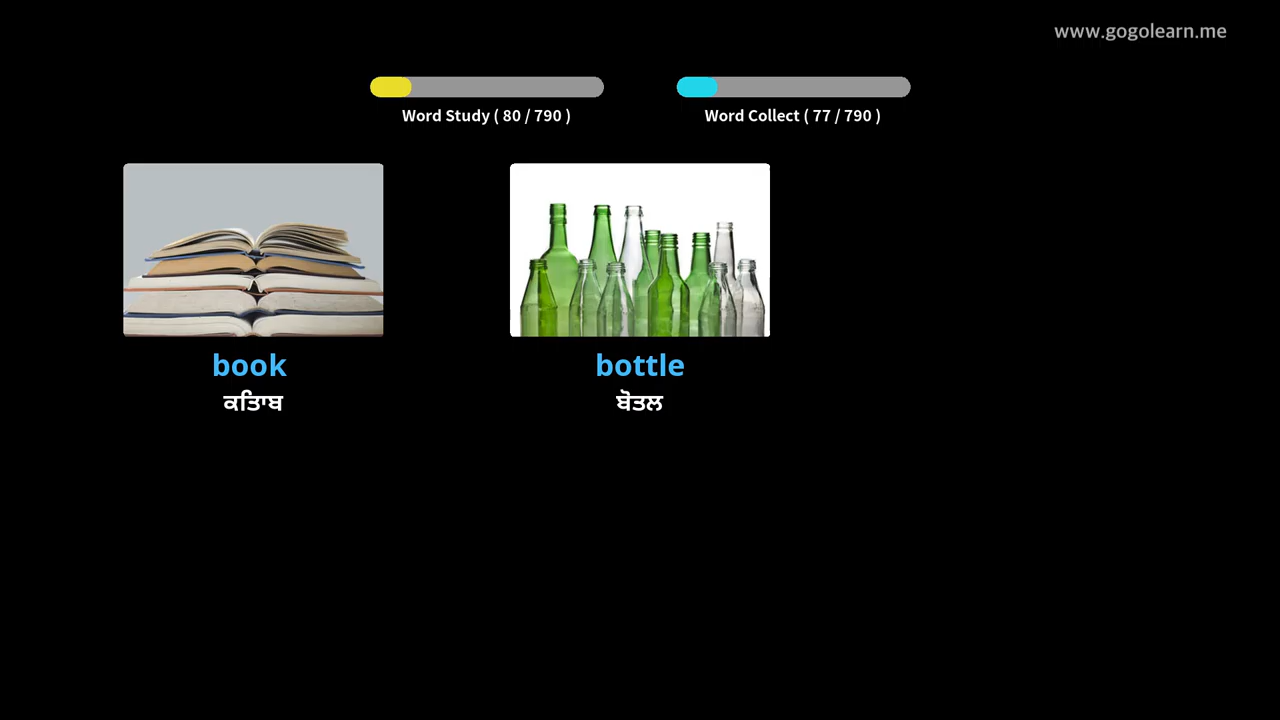 www.gogolearn.me
Word Study ( 80 / 790 )
Word Collect ( 77 / 790 )
book
bottle
ਕਿਤਾਬ
ਬੋਤਲ